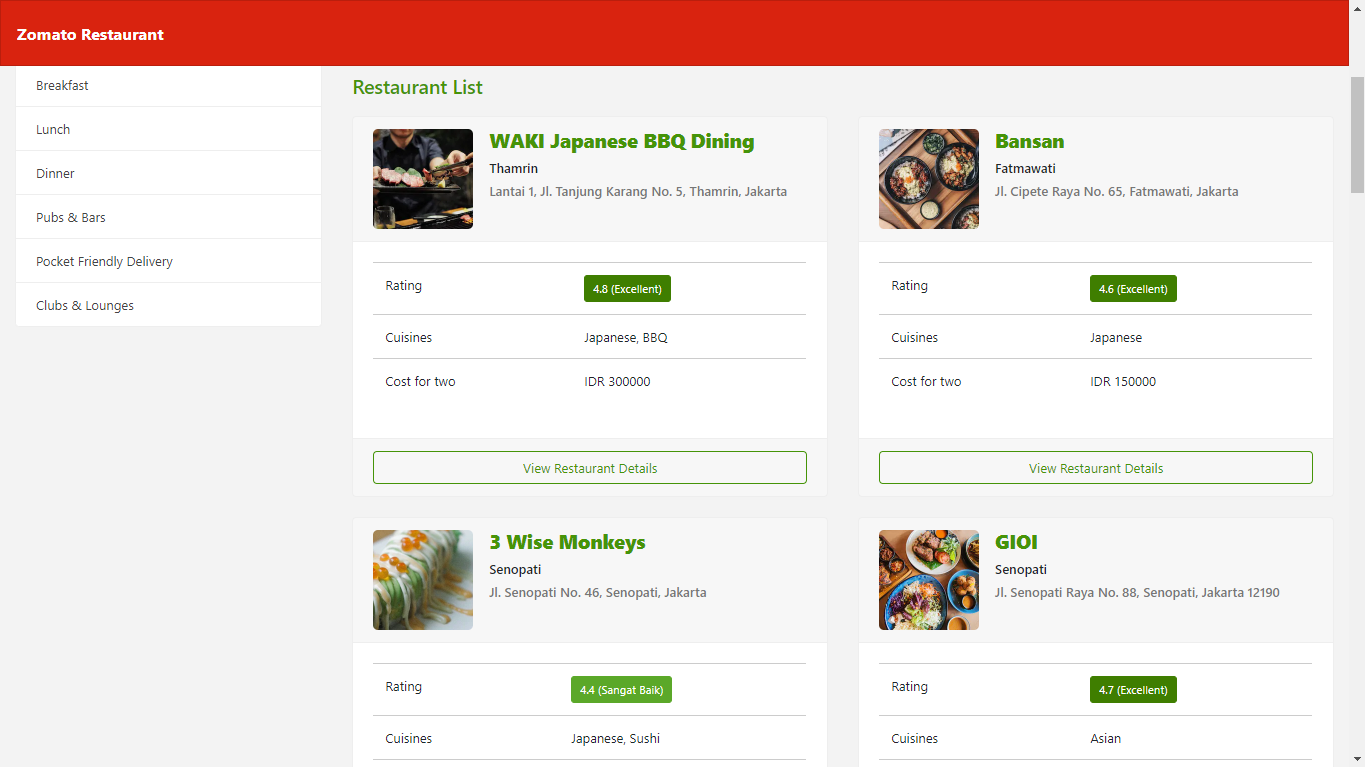 Zomato Restaurant
Breakfast
Lunch
Dinner
Pubs & Bars
Pocket Friendly Delivery
Clubs & Lounges
Restaurant List
WAKI Japanese BBQ Dining
Thamrin
Lantai 1, Jl. Tanjung Karang No. 5, Thamrin, Jakarta
Rating 4.8 (Excellent)
Cuisines Japanese, BBQ
Cost for two IDR 300000
View Restaurant Details
Bansan
Fatmawati
Jl. Cipete Raya No. 65, Fatmawati, Jakarta
Rating 4.6 (Excellent)
Cuisines Japanese
Cost for two IDR 150000
View Restaurant Details
3 Wise Monkeys
Senopati
Jl. Senopati No. 46, Senopati, Jakarta
Rating 4.4 (Sangat Baik)
Cuisines Japanese, Sushi
GIOI
Senopati
Jl. Senopati Raya No. 88, Senopati, Jakarta 12190
Rating 4.7 (Excellent)
Cuisines Asian